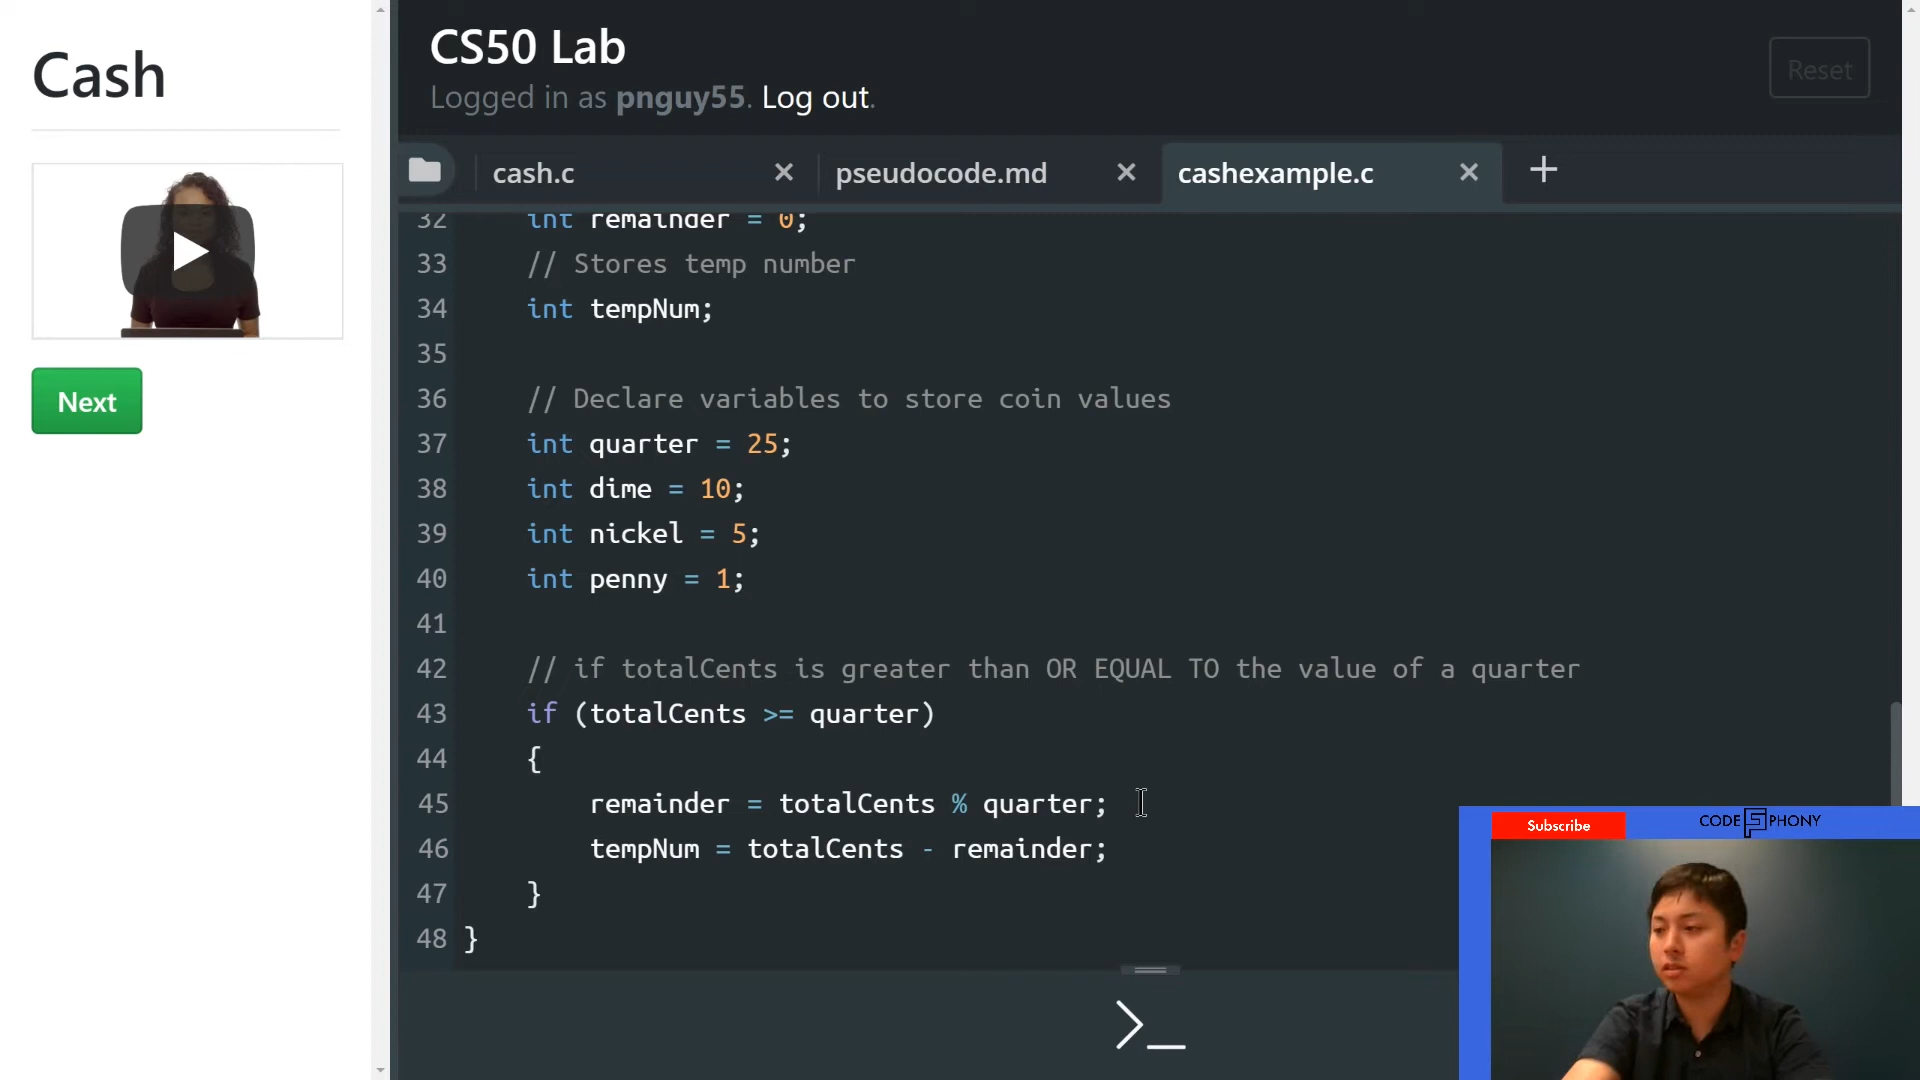 Cash
Next
CS50 Lab
Logged in as pnguy55. Log out.
Reset
cash.c
pseudocode.md
cashexample.c
32 int remainder = 0;
33 // Stores temp number
34 int tempNum;
35
36 // Declare variables to store coin values
37 int quarter = 25;
38 int dime = 10;
39 int nickel = 5;
40 int penny = 1;
41
42 // if totalCents is greater than OR EQUAL TO the value of a quarter
43 if (totalCents >= quarter)
44 {
45 remainder = totalCents % quarter;
46 tempNum = totalCents - remainder;
47 }
48 }
>_
Subscribe
CODE PHONY